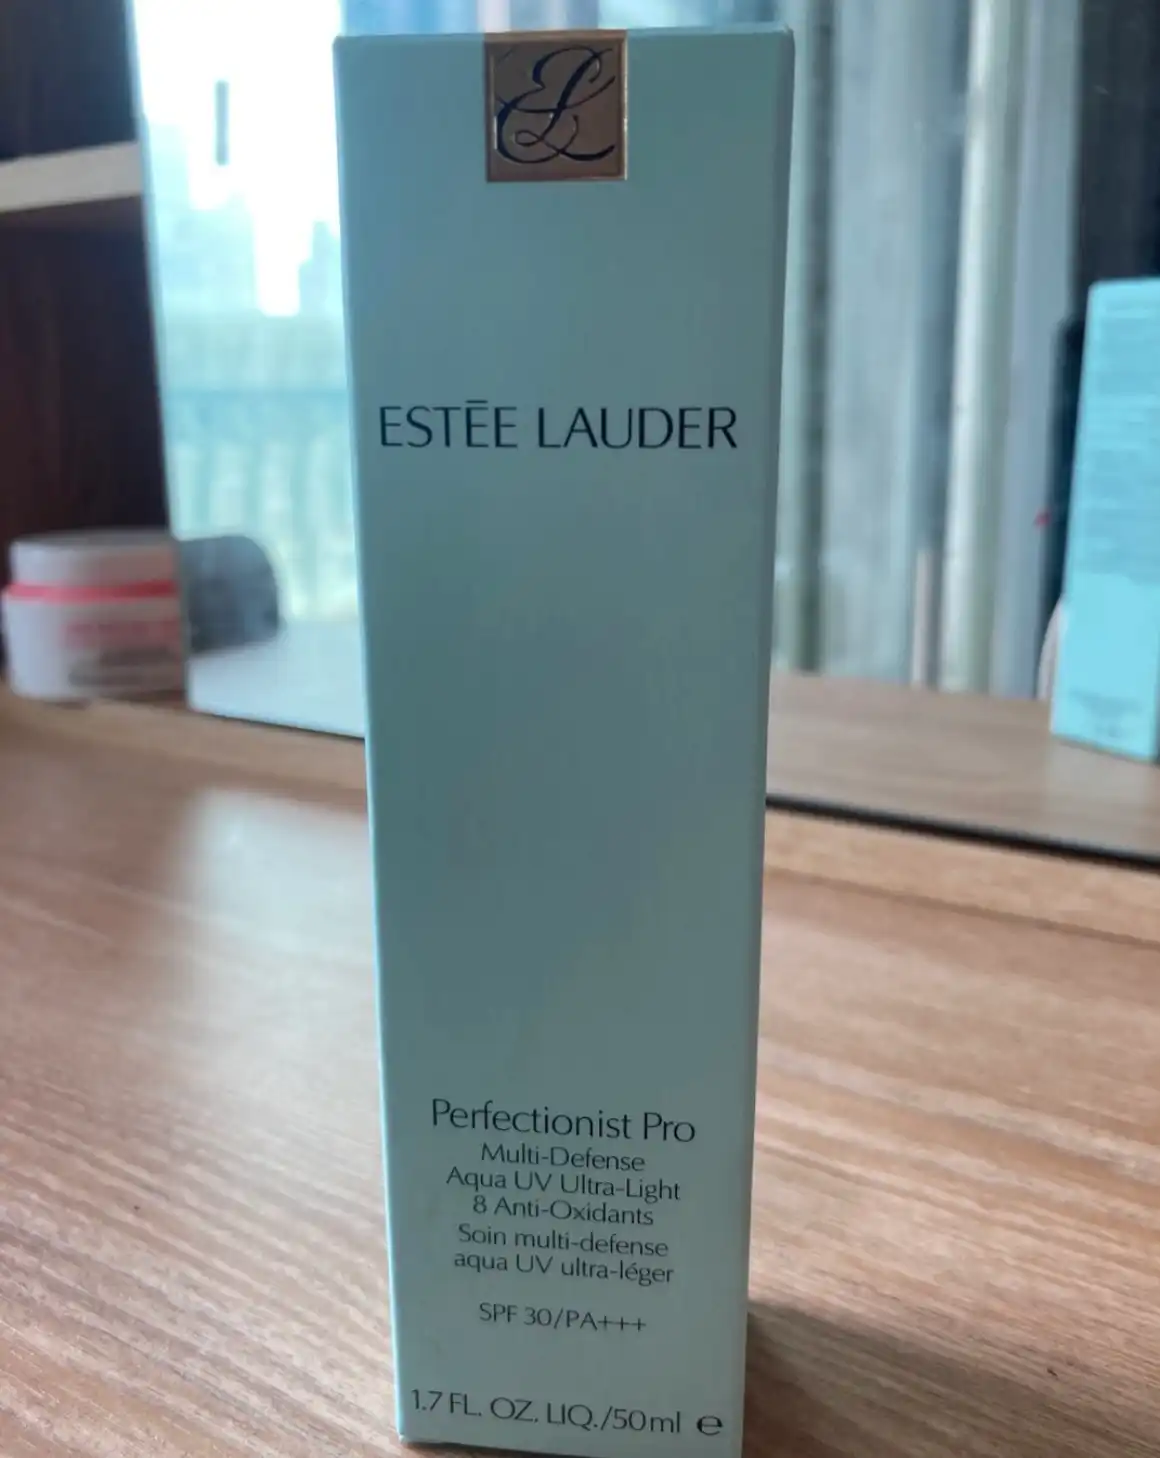 EL
ESTĒE LAUDER
Perfectionist Pro
Multi-Defense
Aqua UV Ultra-Light
8 Anti-Oxidants
Soin multi-defense
aqua UV ultra-léger
SPF 30/PA+++
1.7 FL. OZ. LIQ./50ml ℮